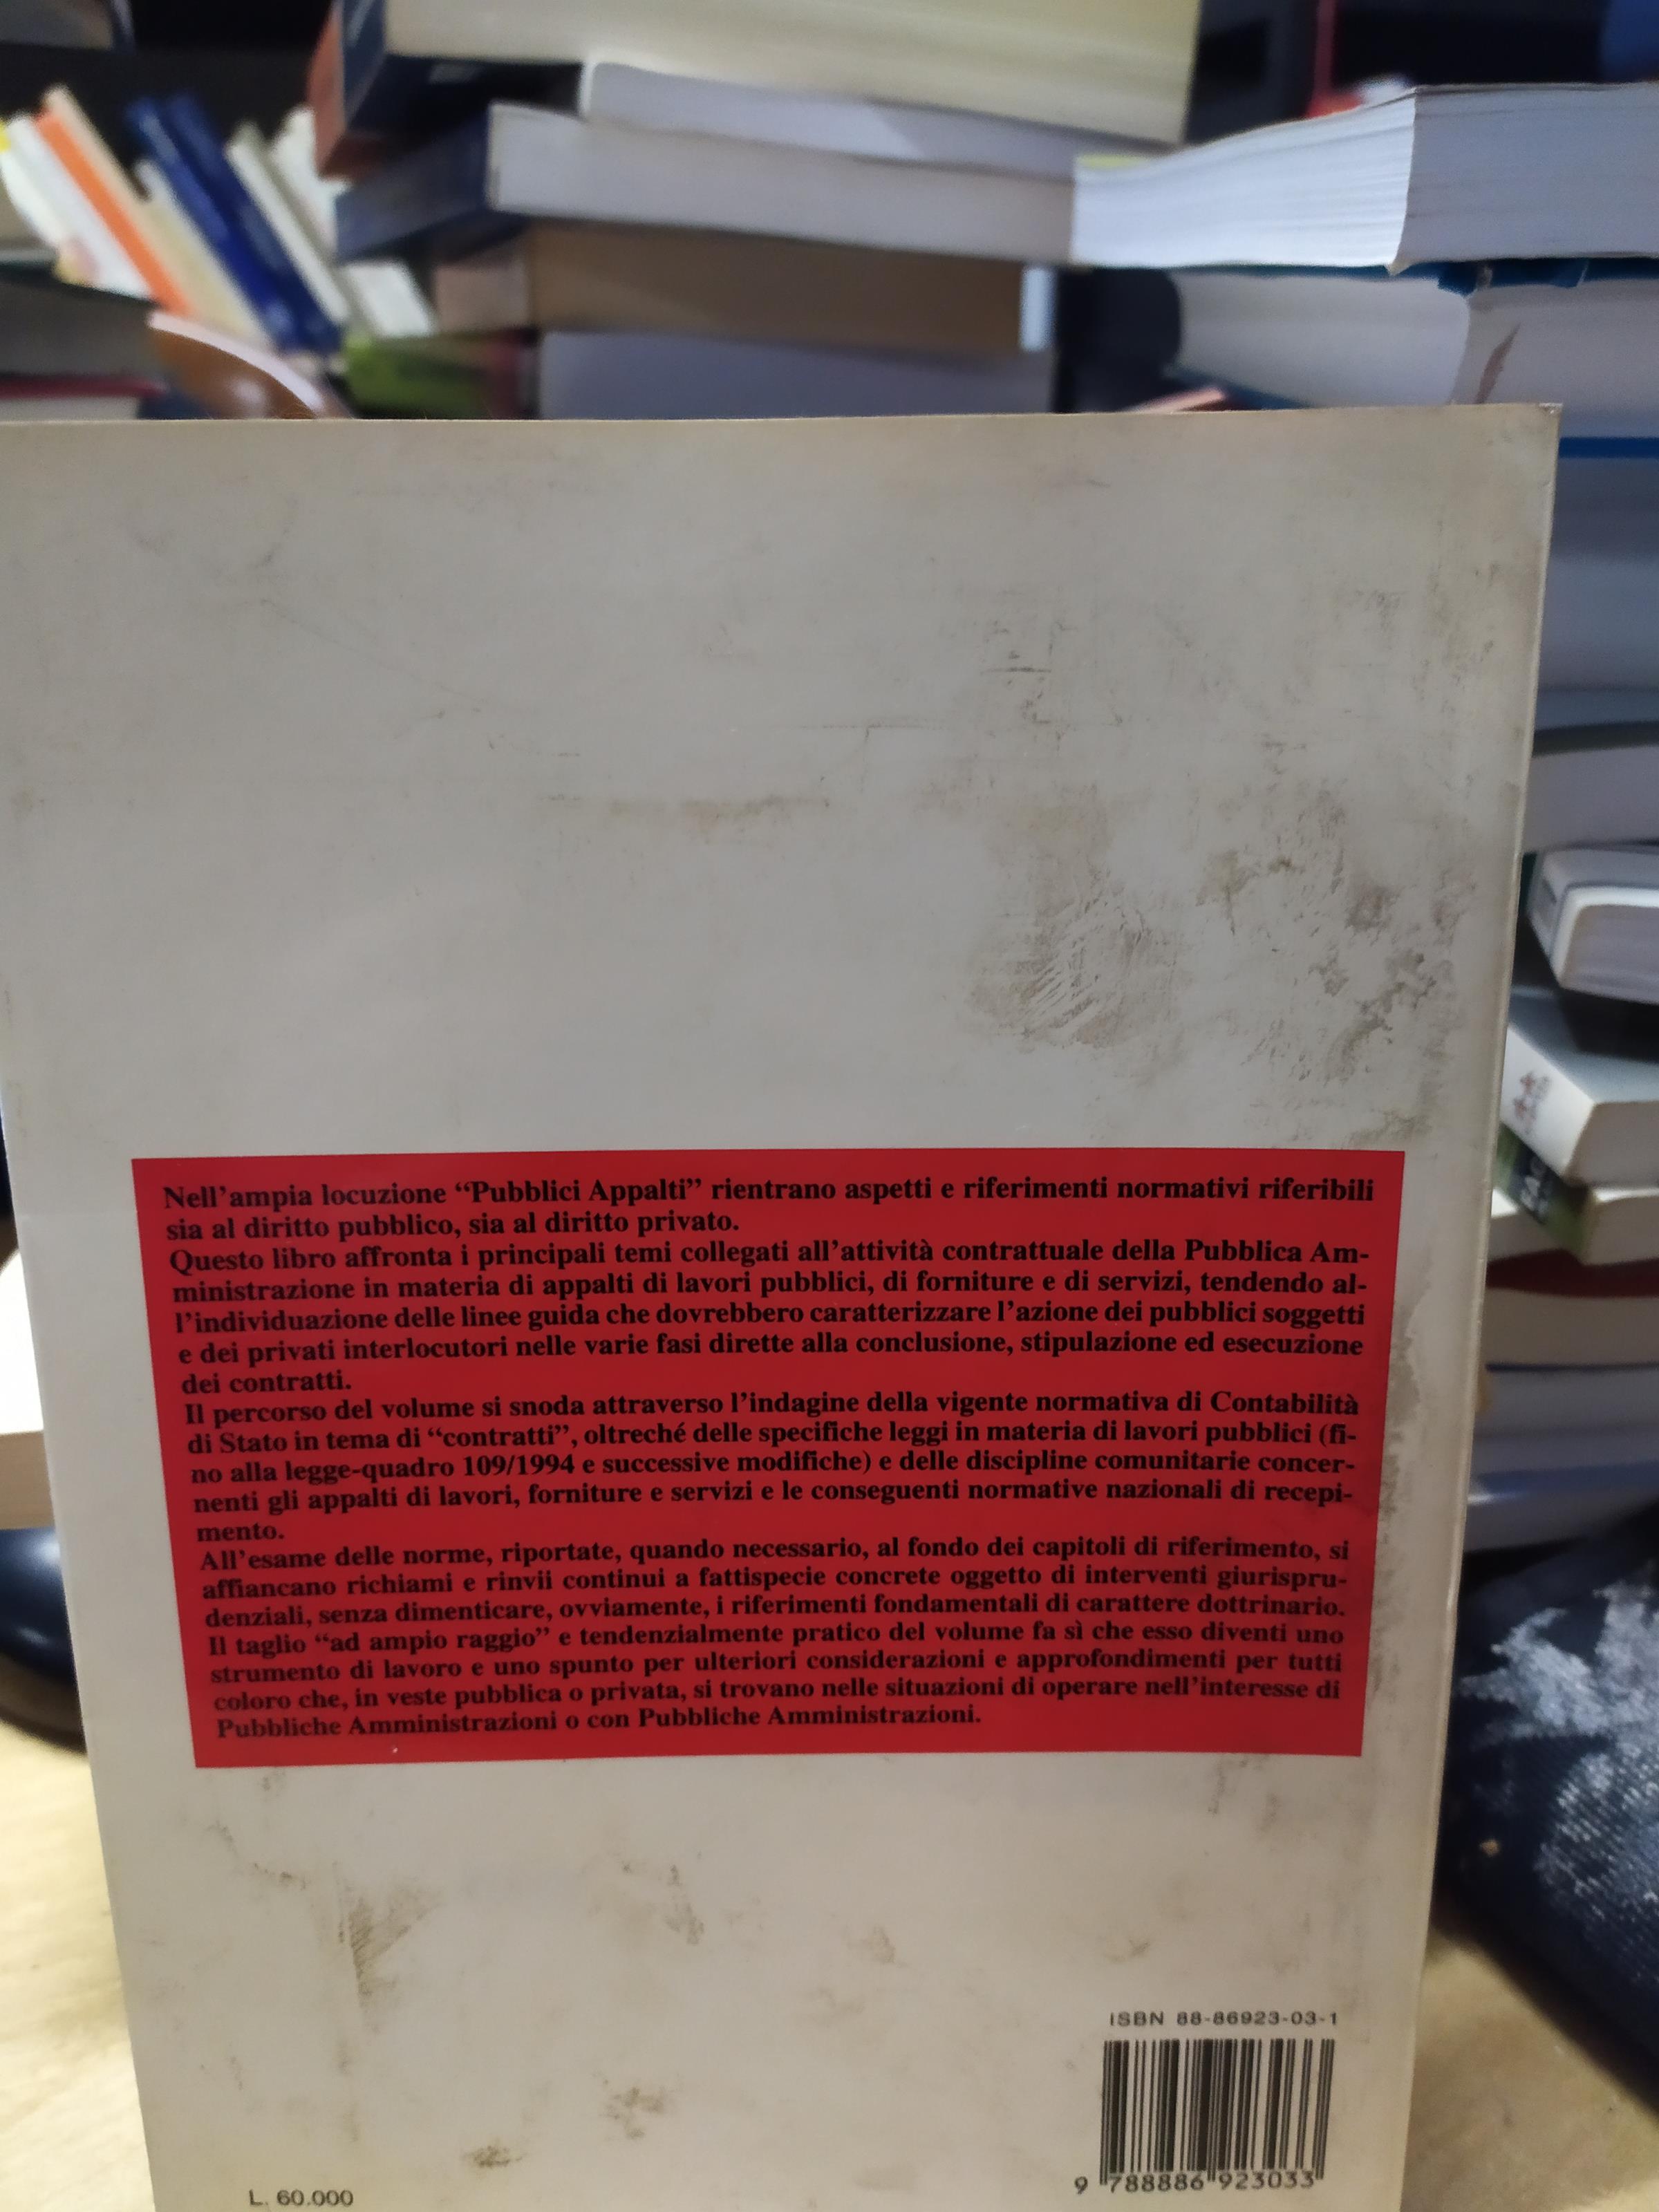 Nell'ampia locuzione “Pubblici Appalti” rientrano aspetti e riferimenti normativi riferibili
sia al diritto pubblico, sia al diritto privato.
Questo libro affronta i principali temi collegati all'attività contrattuale della Pubblica Am-
ministrazione in materia di appalti di lavori pubblici, di forniture e di servizi, tendendo al-
l'individuazione delle linee guida che dovrebbero caratterizzare l'azione dei pubblici soggetti
e dei privati interlocutori nelle varie fasi dirette alla conclusione, stipulazione ed esecuzione
dei contratti.
Il percorso del volume si snoda attraverso l'indagine della vigente normativa di Contabilità
di Stato in tema di “contratti”, oltreché delle specifiche leggi in materia di lavori pubblici (fi-
no alla legge-quadro 109/1994 e successive modifiche) e delle discipline comunitarie concer-
nenti gli appalti di lavori, forniture e servizi e le conseguenti normative nazionali di recepi-
mento.
All'esame delle norme, riportate, quando necessario, al fondo dei capitoli di riferimento, si
affiancano richiami e rinvii continui a fattispecie concrete oggetto di interventi giurispru-
denziali, senza dimenticare, ovviamente, i riferimenti fondamentali di carattere dottrinario.
Il taglio “ad ampio raggio” e tendenzialmente pratico del volume fa sì che esso diventi uno
strumento di lavoro e uno spunto per ulteriori considerazioni e approfondimenti per tutti
coloro che, in veste pubblica o privata, si trovano nelle situazioni di operare nell'interesse di
Pubbliche Amministrazioni o con Pubbliche Amministrazioni.
ISBN 88-86923-03-1
9 788886 923033
L. 60.000